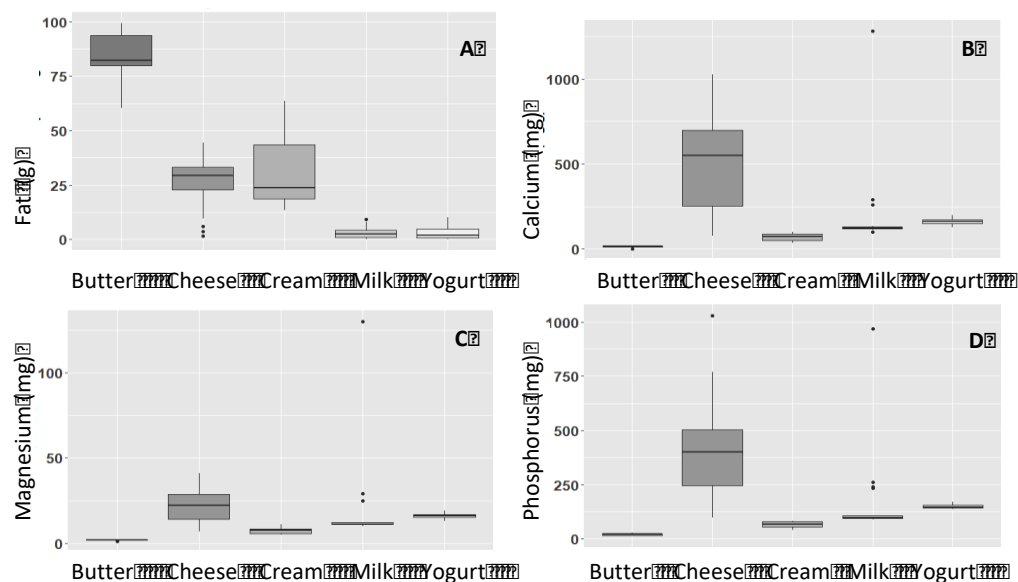 100
75
50
25
0
Fat (g)
A
Butter Cheese Cream Milk Yogurt
1000
500
0
Calcium (mg)
B
Butter Cheese Cream Milk Yogurt
100
50
0
Magnesium (mg)
C
Butter Cheese Cream Milk Yogurt
1000
750
500
250
0
Phosphorus (mg)
D
Butter Cheese Cream Milk Yogurt